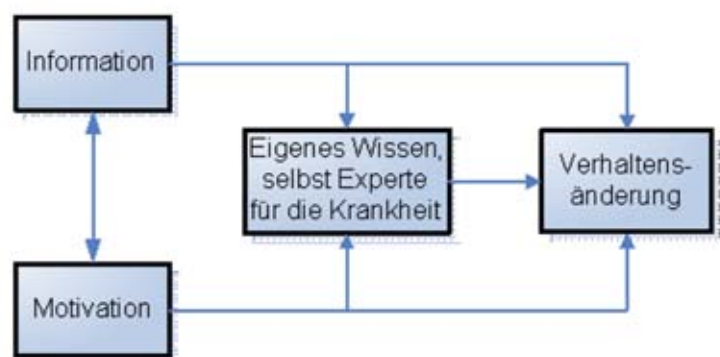 Information
Eigenes Wissen,
selbst Experte
für die Krankheit
Verhaltens-
änderung
Motivation